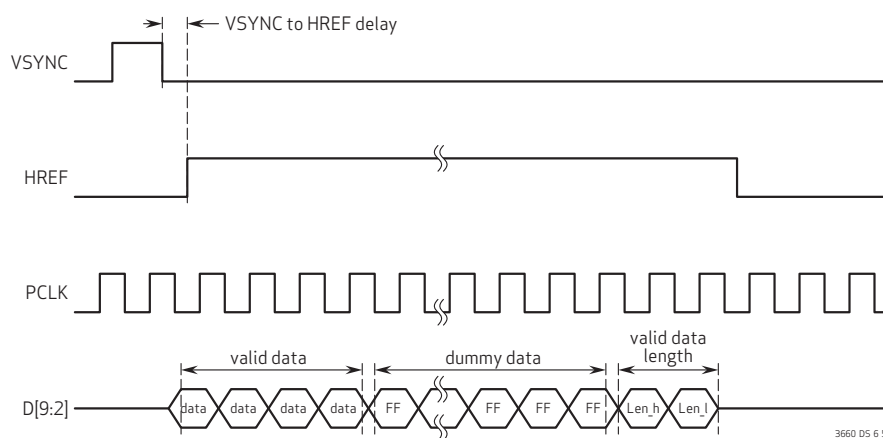 VSYNC to HREF delay
VSYNC
HREF
PCLK
valid data
dummy data
valid data
length
D[9:2]
data
data
data
data
FF
FF
FF
FF
Len_h
Len_l